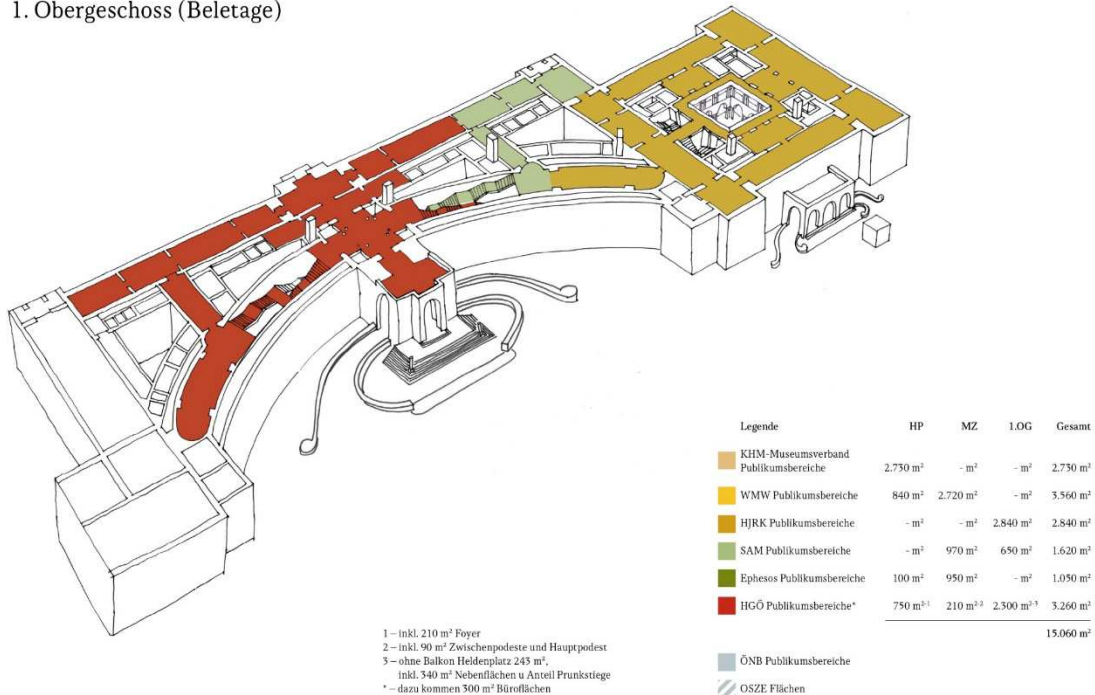 1. Obergeschoss (Beletage)
Legende HP MZ 1.OG Gesamt
KHM-Museumsverband
Publikumsbereiche 2.730 m² - m² - m² 2.730 m²
WMW Publikumsbereiche 840 m² 2.720 m² - m² 3.560 m²
HJRK Publikumsbereiche - m² - m² 2.840 m² 2.840 m²
SAM Publikumsbereiche - m² 970 m² 650 m² 1.620 m²
Ephesos Publikumsbereiche 100 m² 950 m² - m² 1.050 m²
HGÖ Publikumsbereiche* 750 m²⁻¹ 210 m²⁻² 2.300 m²⁻³ 3.260 m²
15.060 m²
ÖNB Publikumsbereiche
OSZE Flächen
1 – inkl. 210 m² Foyer
2 – inkl. 90 m² Zwischenpodeste und Hauptpodest
3 – ohne Balkon Heldenplatz 243 m²,
inkl. 340 m² Nebenflächen u Anteil Prunkstiege
* – dazu kommen 300 m² Büroflächen